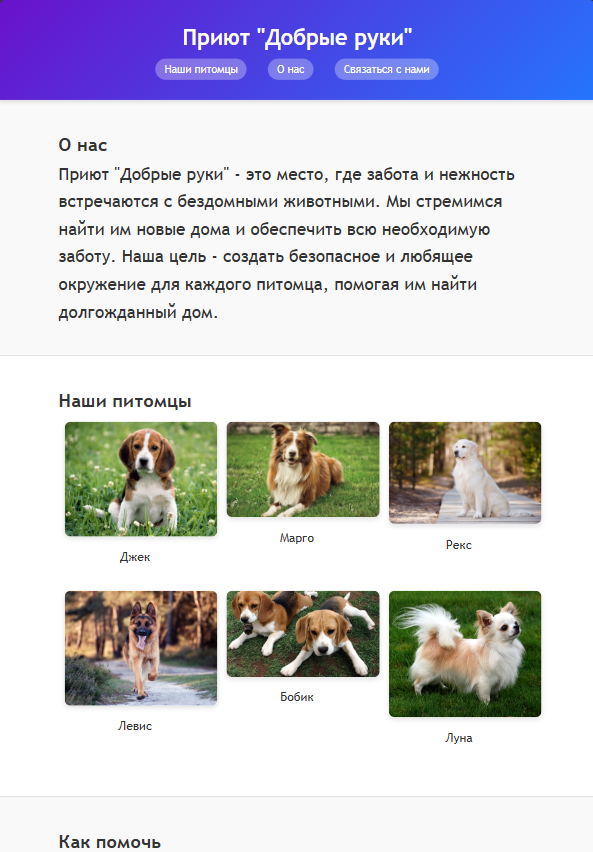 Приют "Добрые руки"
Наши питомцы
О нас
Связаться с нами
О нас
Приют "Добрые руки" - это место, где забота и нежность
встречаются с бездомными животными. Мы стремимся
найти им новые дома и обеспечить всю необходимую
заботу. Наша цель - создать безопасное и любящее
окружение для каждого питомца, помогая им найти
долгожданный дом.
Наши питомцы
Джек
Марго
Рекс
Левис
Бобик
Луна
Как помочь